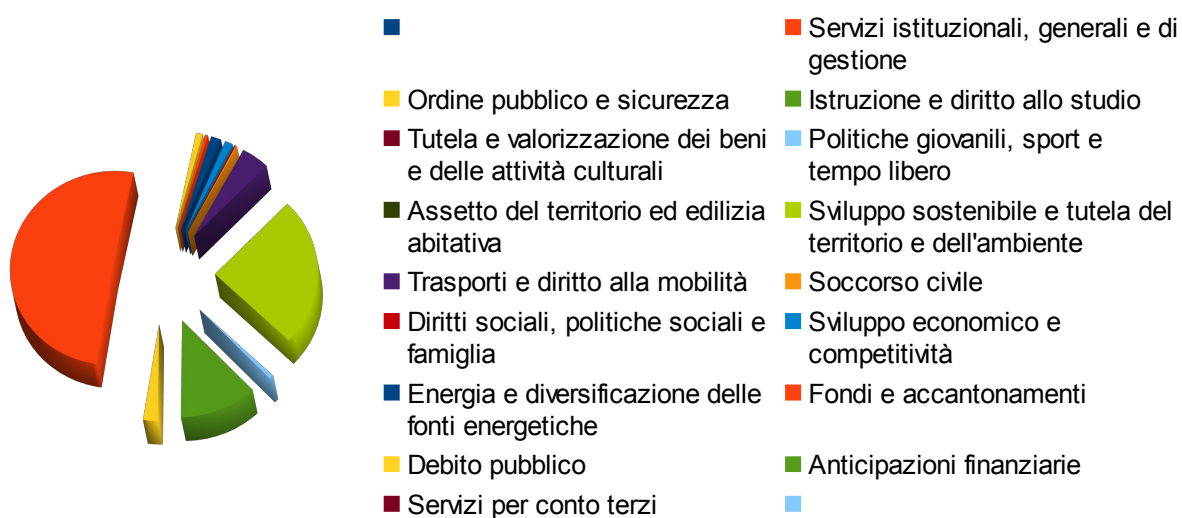 Servizi istituzionali, generali e di
gestione
Ordine pubblico e sicurezza
Istruzione e diritto allo studio
Tutela e valorizzazione dei beni
e delle attività culturali
Politiche giovanili, sport e
tempo libero
Assetto del territorio ed edilizia
abitativa
Sviluppo sostenibile e tutela del
territorio e dell'ambiente
Trasporti e diritto alla mobilità
Soccorso civile
Diritti sociali, politiche sociali e
famiglia
Sviluppo economico e
competitività
Energia e diversificazione delle
fonti energetiche
Fondi e accantonamenti
Debito pubblico
Anticipazioni finanziarie
Servizi per conto terzi